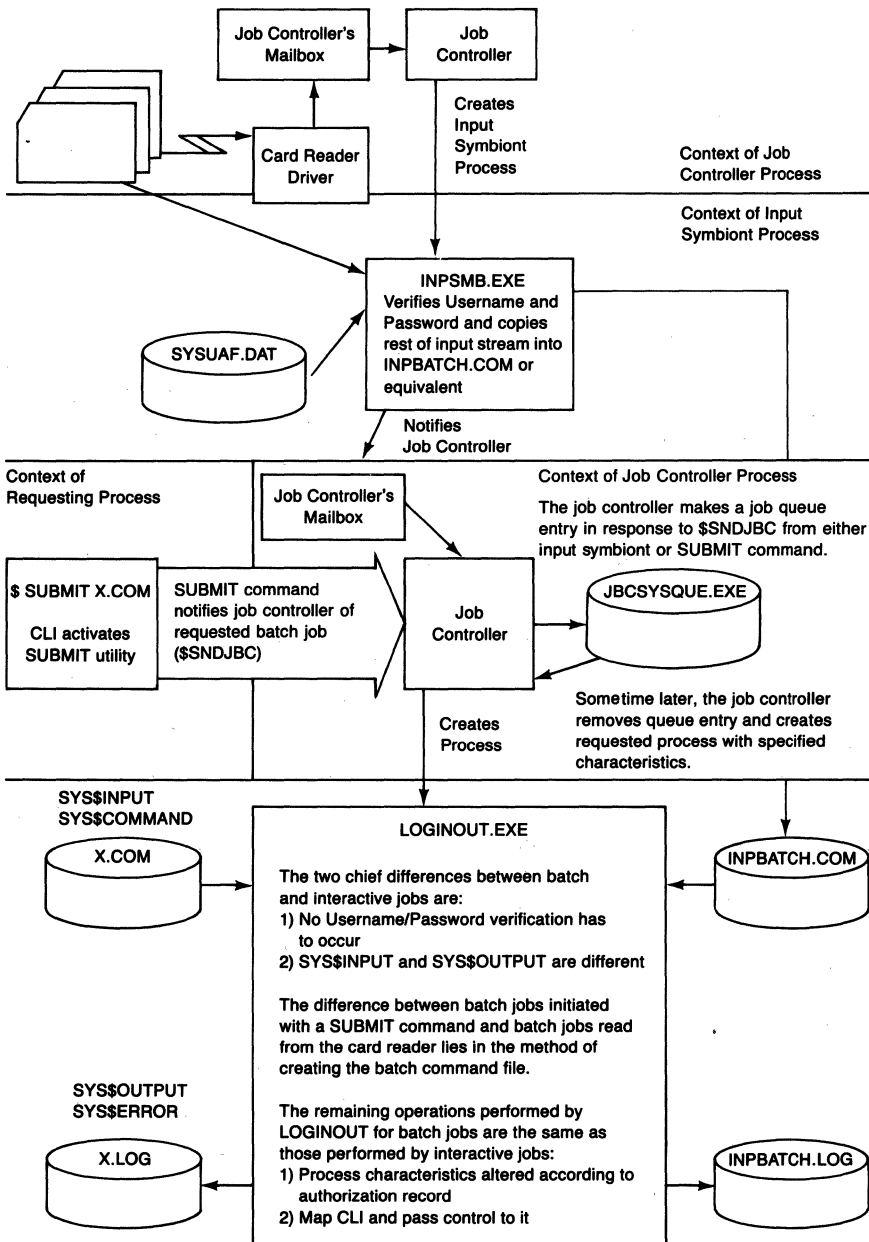 Job Controller's
Mailbox
Job
Controller
Creates
Input
Symbiont
Process
Card Reader
Driver
Context of Job
Controller Process
Context of Input
Symbiont Process
INPSMB.EXE
Verifies Username and
Password and copies
rest of input stream into
INPBATCH.COM or
equivalent
SYSUAF.DAT
Notifies
Job Controller
Context of
Requesting Process
Job Controller's
Mailbox
Context of Job Controller Process
The job controller makes a job queue
entry in response to $SNDJBC from either
input symbiont or SUBMIT command.
$ SUBMIT X.COM
CLI activates
SUBMIT utility
SUBMIT command
notifies job controller of
requested batch job
($SNDJBC)
Job
Controller
JBCSYSQUE.EXE
Sometime later, the job controller
removes queue entry and creates
requested process with specified
characteristics.
Creates
Process
SYS$INPUT
SYS$COMMAND
X.COM
LOGINOUT.EXE
INPBATCH.COM
The two chief differences between batch
and interactive jobs are:
1) No Username/Password verification has
to occur
2) SYS$INPUT and SYS$OUTPUT are different
The difference between batch jobs initiated
with a SUBMIT command and batch jobs read
from the card reader lies in the method of
creating the batch command file.
SYS$OUTPUT
SYS$ERROR
X.LOG
The remaining operations performed by
LOGINOUT for batch jobs are the same as
those performed by interactive jobs:
1) Process characteristics altered according to
authorization record
2) Map CLI and pass control to it
INPBATCH.LOG